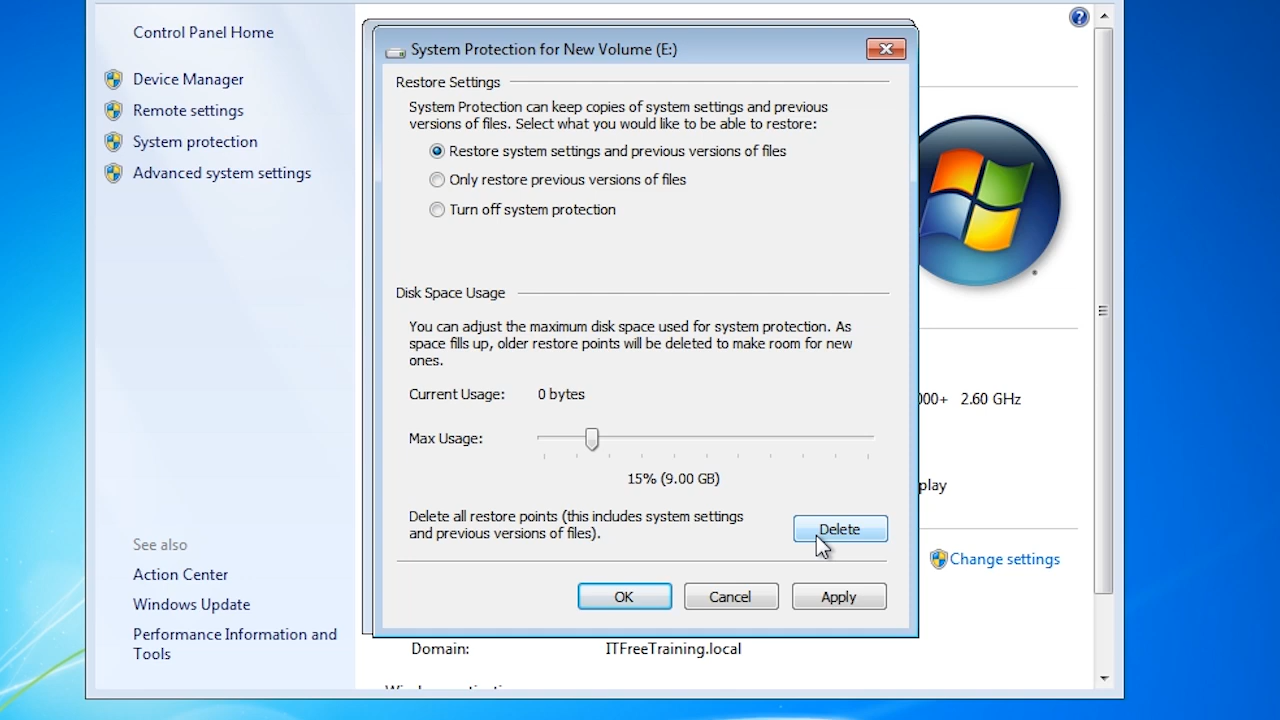 Control Panel Home
Device Manager
Remote settings
System protection
Advanced system settings
See also
Action Center
Windows Update
Performance Information and
Tools
System Protection for New Volume (E:)
Restore Settings
System Protection can keep copies of system settings and previous
versions of files. Select what you would like to be able to restore:
Restore system settings and previous versions of files
Only restore previous versions of files
Turn off system protection
Disk Space Usage
You can adjust the maximum disk space used for system protection. As
space fills up, older restore points will be deleted to make room for new
ones.
Current Usage: 0 bytes
Max Usage:
15% (9.00 GB)
Delete all restore points (this includes system settings
and previous versions of files).
Delete
OK Cancel Apply
000+ 2.60 GHz
play
Change settings
Domain: ITFreeTraining.local